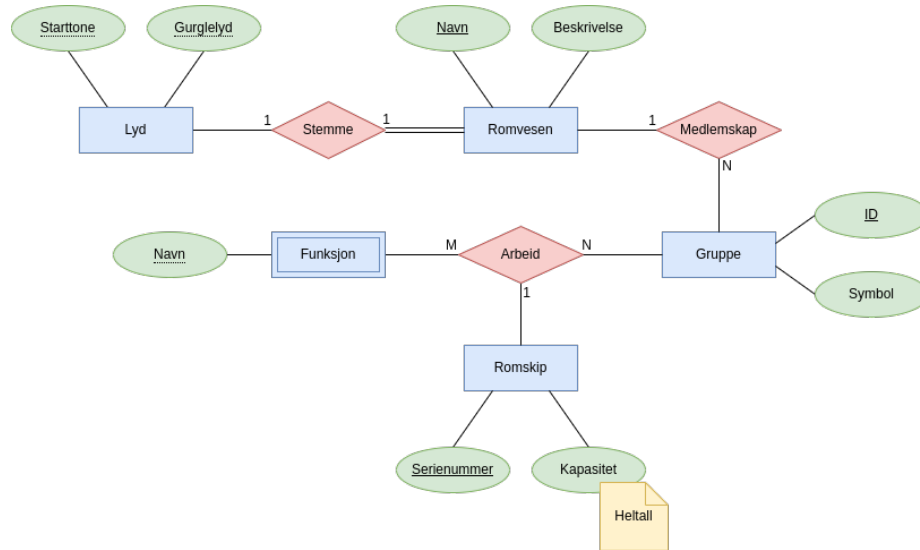 Starttone
Gurglelyd
Navn
Beskrivelse
Lyd
1
Stemme
1
Romvesen
1
Medlemskap
N
ID
Navn
Funksjon
M
Arbeid
N
Gruppe
1
Symbol
Romskip
Serienummer
Kapasitet
Heltall